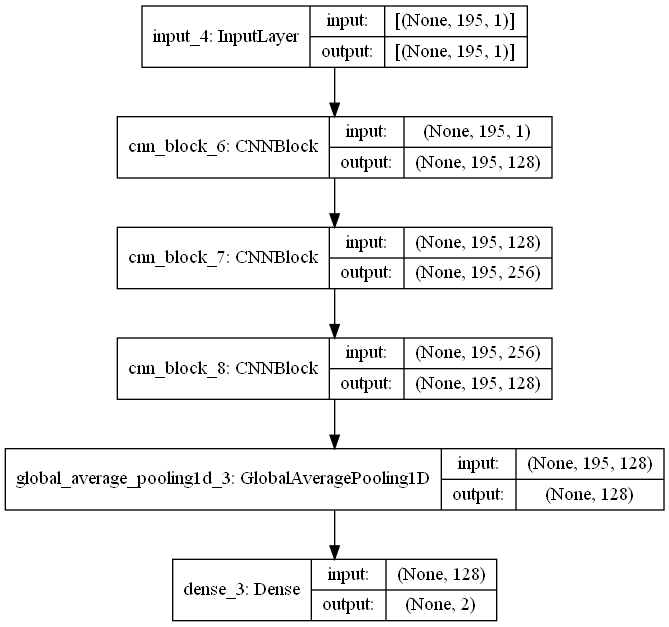 input_4: InputLayer
input:
[(None, 195, 1)]
output:
[(None, 195, 1)]
cnn_block_6: CNNBlock
input:
(None, 195, 1)
output:
(None, 195, 128)
cnn_block_7: CNNBlock
input:
(None, 195, 128)
output:
(None, 195, 256)
cnn_block_8: CNNBlock
input:
(None, 195, 256)
output:
(None, 195, 128)
global_average_pooling1d_3: GlobalAveragePooling1D
input:
(None, 195, 128)
output:
(None, 128)
dense_3: Dense
input:
(None, 128)
output:
(None, 2)